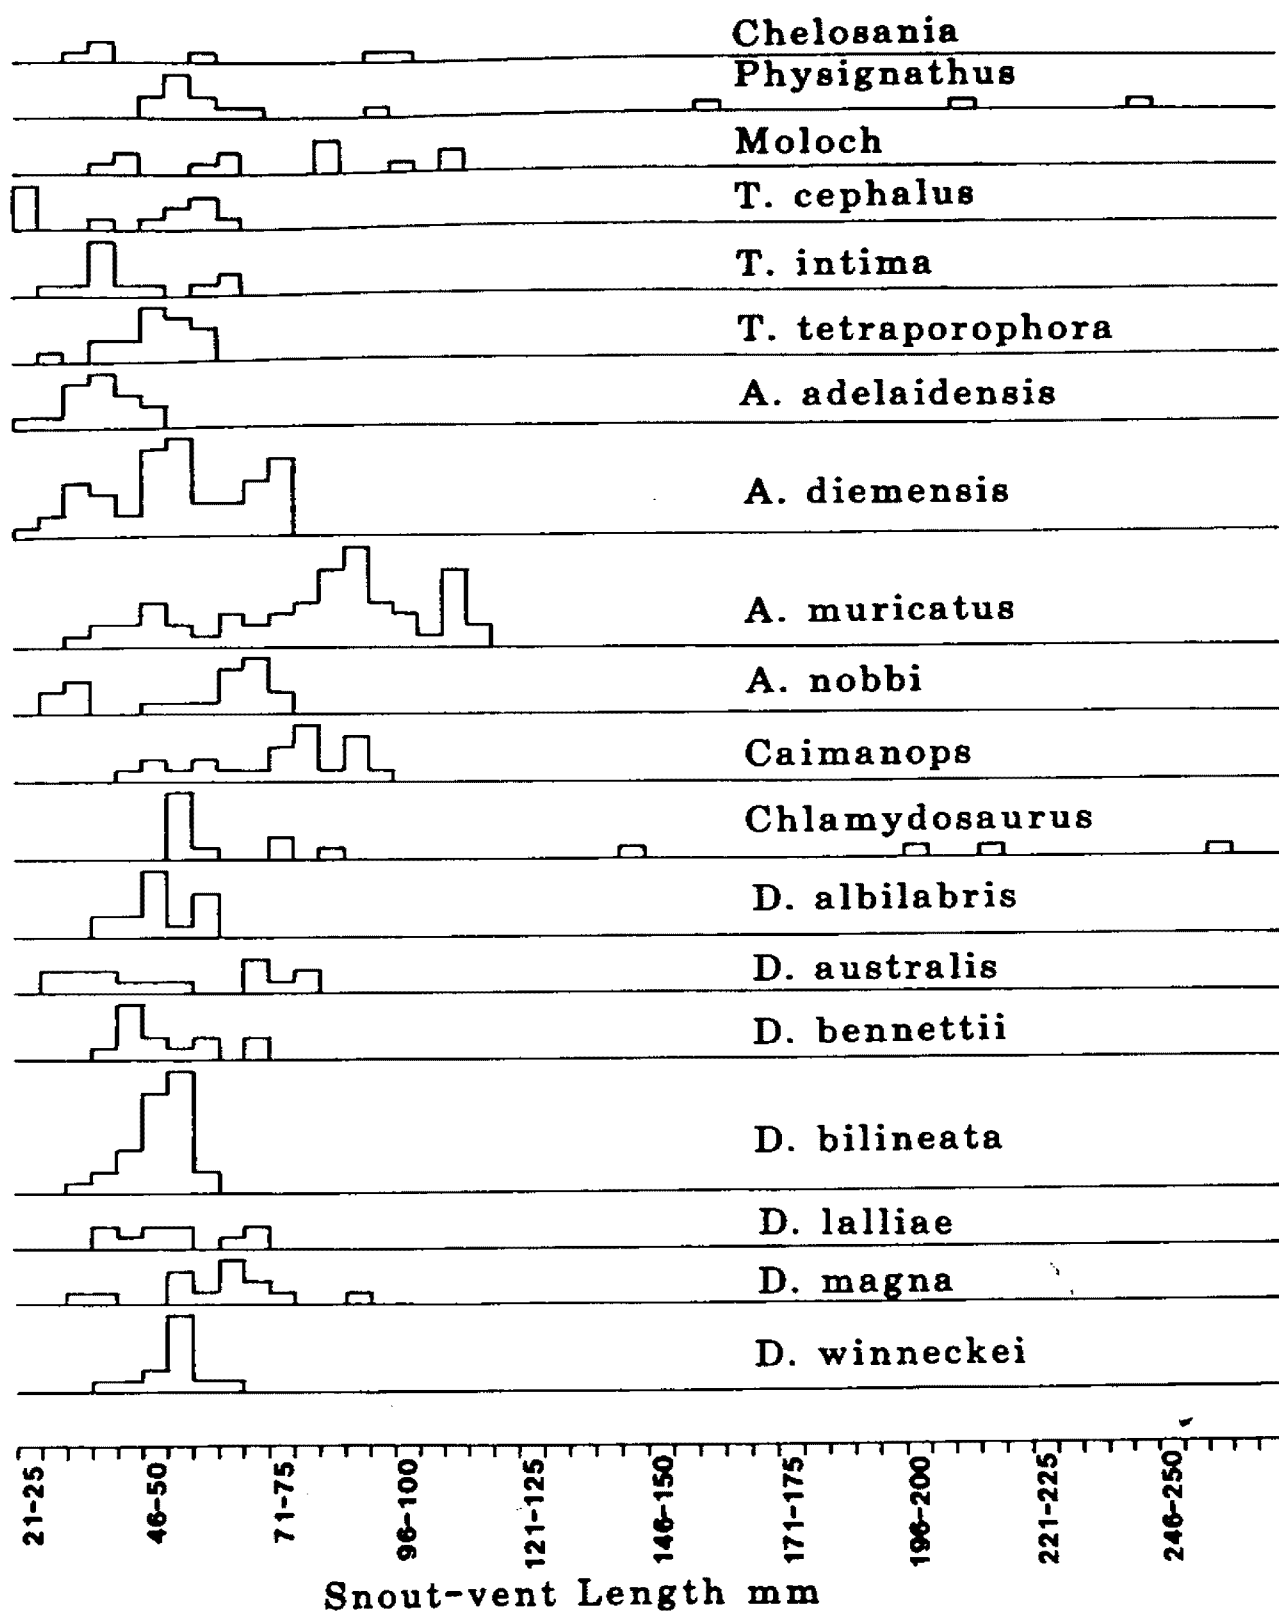 Chelosania
Physignathus
Moloch
T. cephalus
T. intima
T. tetraporophora
A. adelaidensis
A. diemensis
A. muricatus
A. nobbi
Caimanops
Chlamydosaurus
D. albilabris
D. australis
D. bennettii
D. bilineata
D. lalliae
D. magna
D. winneckei
21-25
46-50
71-75
96-100
121-125
146-150
171-175
196-200
221-225
246-250
Snout-vent Length mm